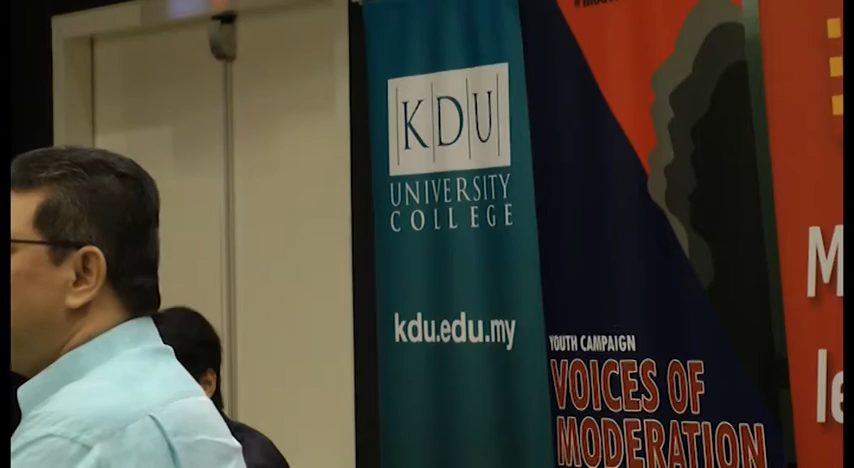 KDU
UNIVERSITY
COLLEGE
kdu.edu.my
YOUTH CAMPAIGN
VOICES OF
MODERATION